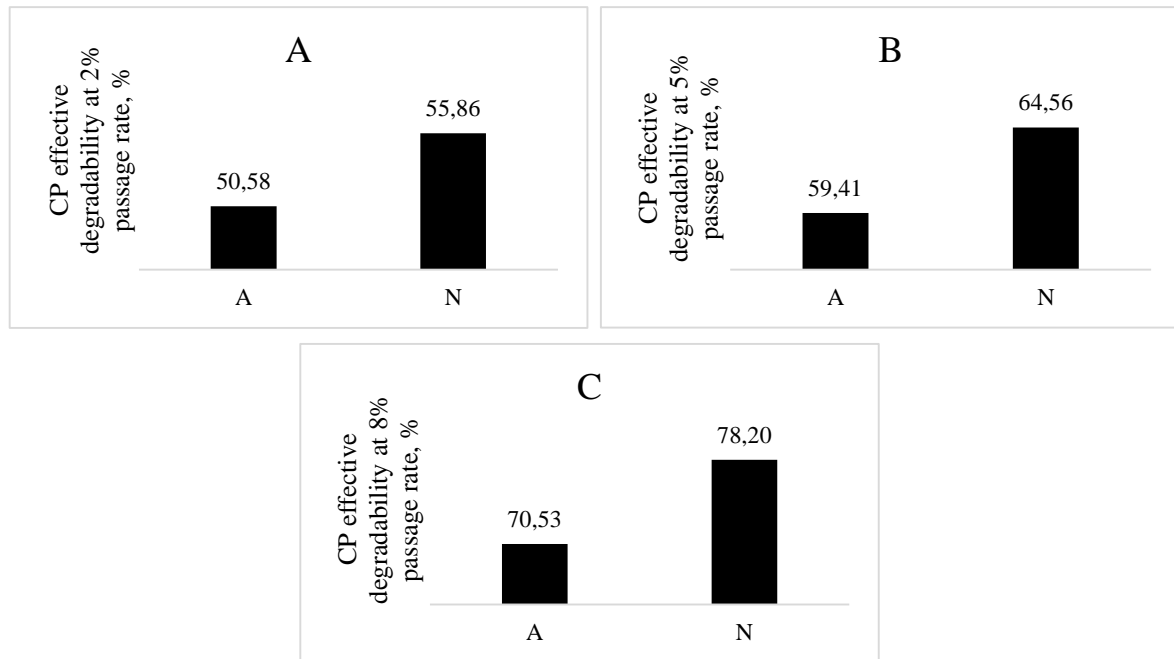 A
CP effective
degradability at 2%
passage rate, %
50,58
55,86
A
N
B
CP effective
degradability at 5%
passage rate, %
59,41
64,56
A
N
C
CP effective
degradability at 8%
passage rate, %
70,53
78,20
A
N